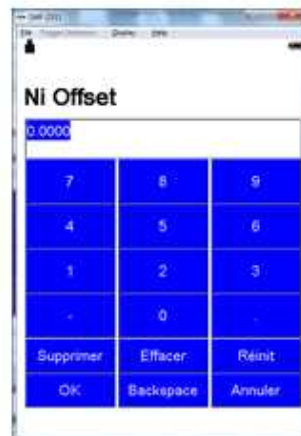 Ni Offset
0.0000
7 8 9
4 5 6
1 2 3
- 0 .
Supprimer Effacer Réinit
OK Backspace Annuler